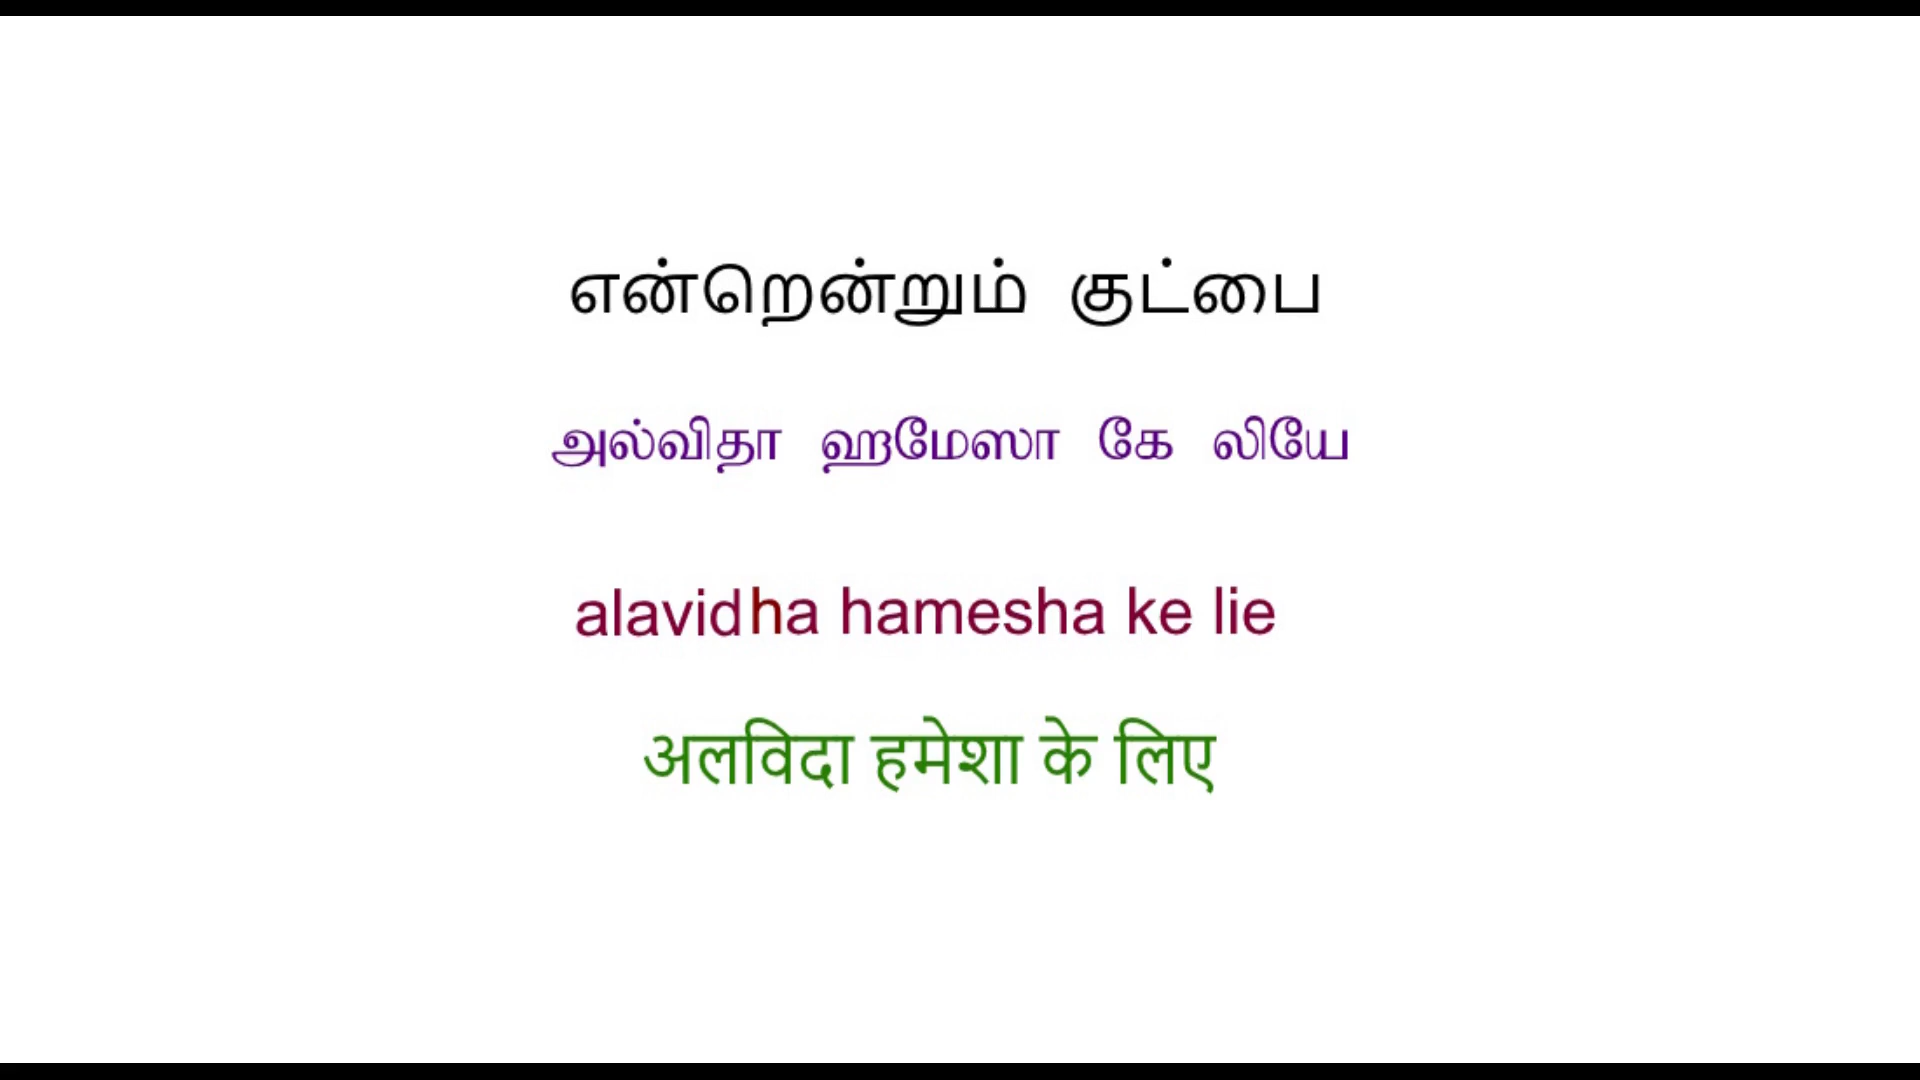 என்றென்றும் குட்பை
அல்விதா ஹமேஸா கே லியே
alavidha hamesha ke lie
अलविदा हमेशा के लिए